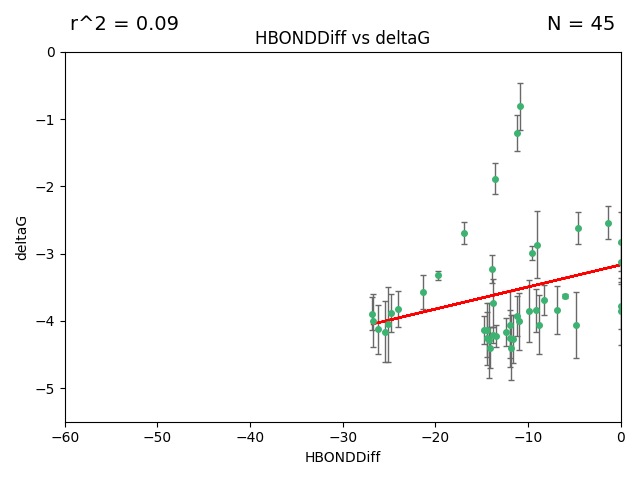 r^2 = 0.09
N = 45
HBONDDiff vs deltaG
deltaG
0
−1
−2
−3
−4
−5
−60
−50
−40
−30
−20
−10
0
HBONDDiff